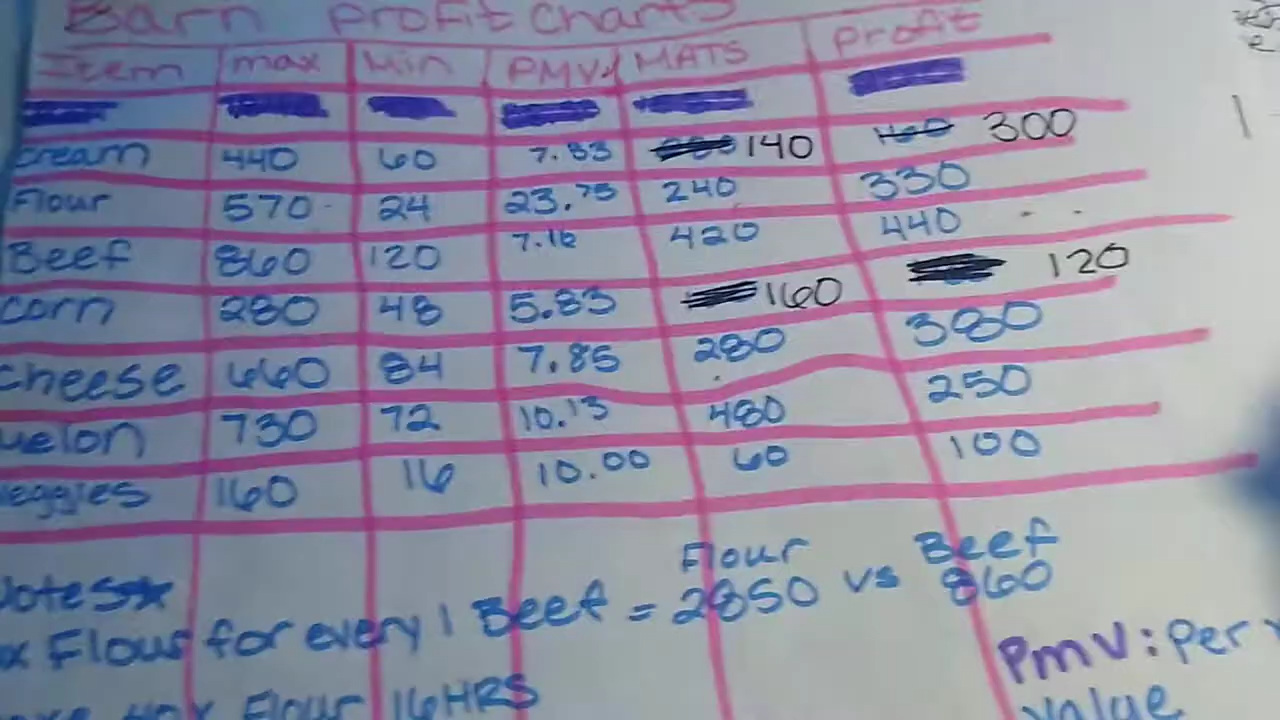 Barn Profit Charts
Item max Min PMV MATS Profit
cream 440 60 7.33 140 300
Flour 570 24 23.75 240 330
Beef 860 120 7.16 420 440
corn 280 48 5.83 160 120
cheese 660 84 7.85 280 380
melon 730 72 10.13 480 250
veggies 160 16 10.00 60 100
Notes
Flour Beef
x Flour for every 1 Beef = 2850 vs 860
Flour 16HRS
Pmv: Per
value